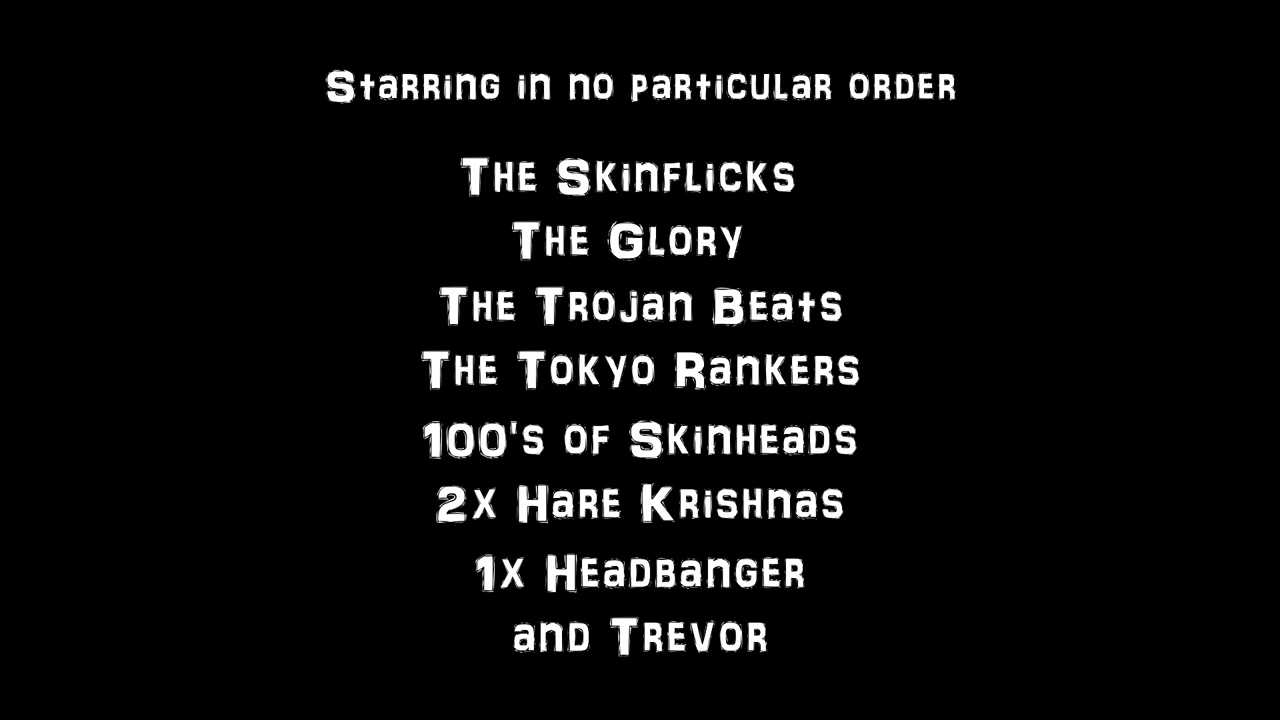 Starring in no particular order
The Skinflicks
The Glory
The Trojan Beats
The Tokyo Rankers
100's of Skinheads
2x Hare Krishnas
1x Headbanger
and Trevor